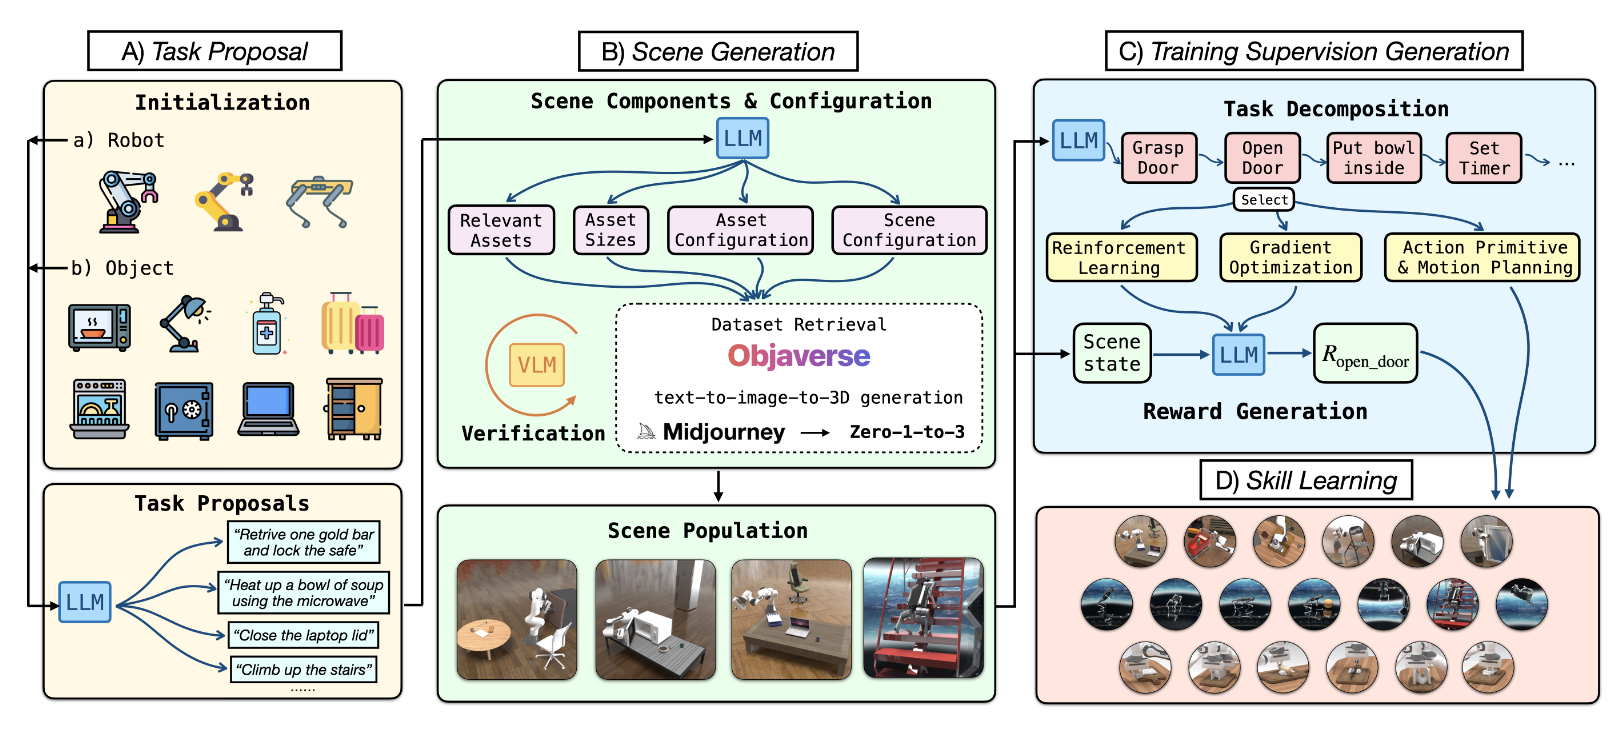 A) Task Proposal
Initialization
a) Robot
b) Object
Task Proposals
LLM
“Retrive one gold bar
and lock the safe”
“Heat up a bowl of soup
using the microwave”
“Close the laptop lid”
“Climb up the stairs”
......
B) Scene Generation
Scene Components & Configuration
LLM
Relevant
Assets
Asset
Sizes
Asset
Configuration
Scene
Configuration
VLM
Verification
Dataset Retrieval
Objaverse
text-to-image-to-3D generation
Midjourney
Zero-1-to-3
Scene Population
C) Training Supervision Generation
Task Decomposition
LLM
Grasp
Door
Open
Door
Put bowl
inside
Set
Timer
...
Select
Reinforcement
Learning
Gradient
Optimization
Action Primitive
& Motion Planning
Scene
state
LLM
R_open_door
Reward Generation
D) Skill Learning